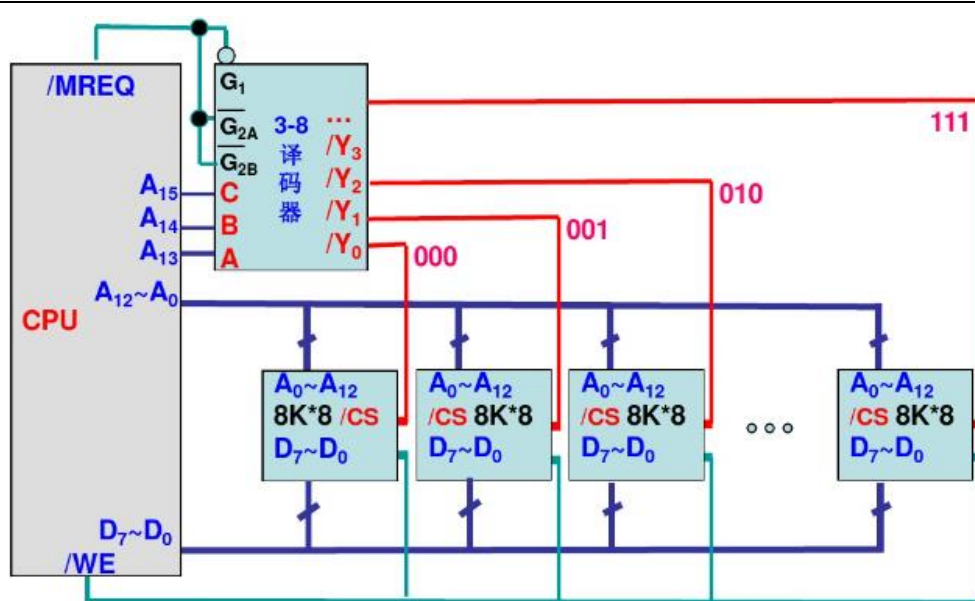 /MREQ
G₁
G₂A
G₂B
C
B
A
3-8
译
码
器
...
/Y₃
/Y₂
/Y₁
/Y₀
111
010
001
000
A₁₅
A₁₄
A₁₃
A₁₂~A₀
CPU
A₀~A₁₂
8K*8 /CS
D₇~D₀
A₀~A₁₂
/CS 8K*8
D₇~D₀
A₀~A₁₂
/CS 8K*8
D₇~D₀
A₀~A₁₂
/CS 8K*8
D₇~D₀
D₇~D₀
/WE